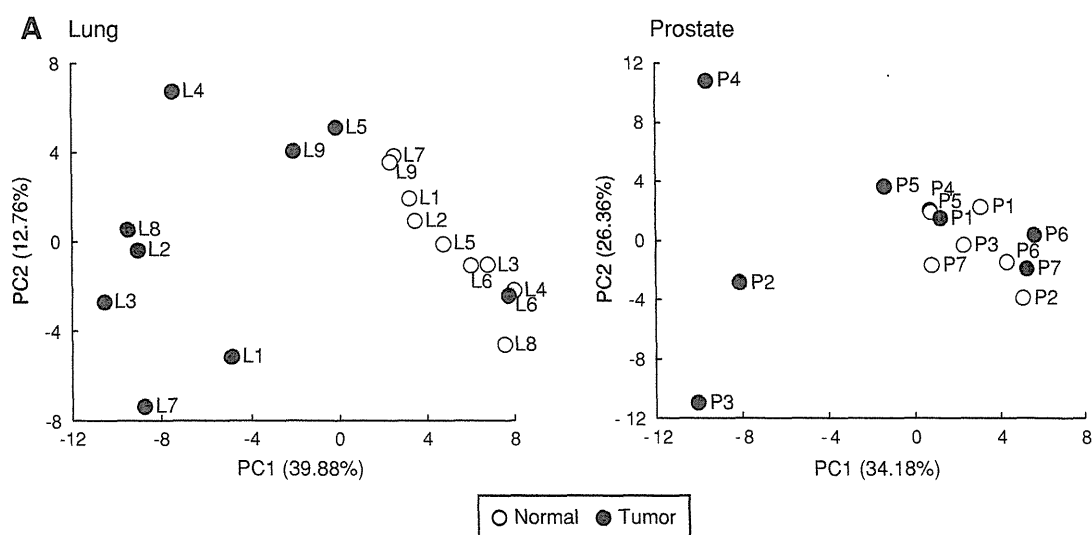 A Lung
8
4
0
-4
-8
PC2 (12.76%)
L4
L5
L9
L7
L9
L1
L2
L5
L3
L6
L4
L6
L8
L8
L2
L3
L1
L7
-12 -8 -4 0 4 8
PC1 (39.88%)
Prostate
12
8
4
0
-4
-8
-12
PC2 (26.36%)
P4
P5
P4
P5
P1
P1
P3
P6
P6
P7
P7
P2
P2
P3
-12 -8 -4 0 4 8
PC1 (34.18%)
Normal Tumor